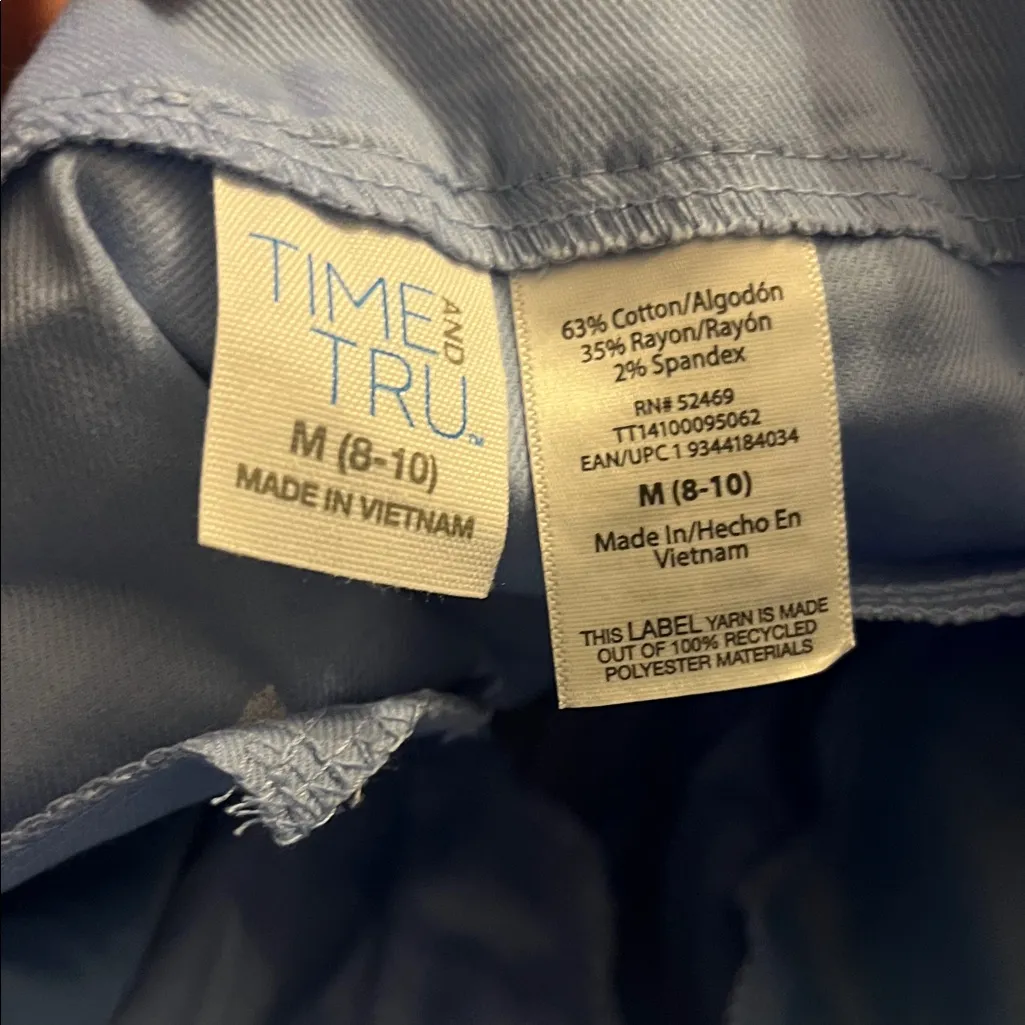 TIME
AND
TRU™
M (8-10)
MADE IN VIETNAM
63% Cotton/Algodón
35% Rayon/Rayón
2% Spandex
RN# 52469
TT14100095062
EAN/UPC 1 9344184034
M (8-10)
Made In/Hecho En
Vietnam
THIS LABEL YARN IS MADE
OUT OF 100% RECYCLED
POLYESTER MATERIALS